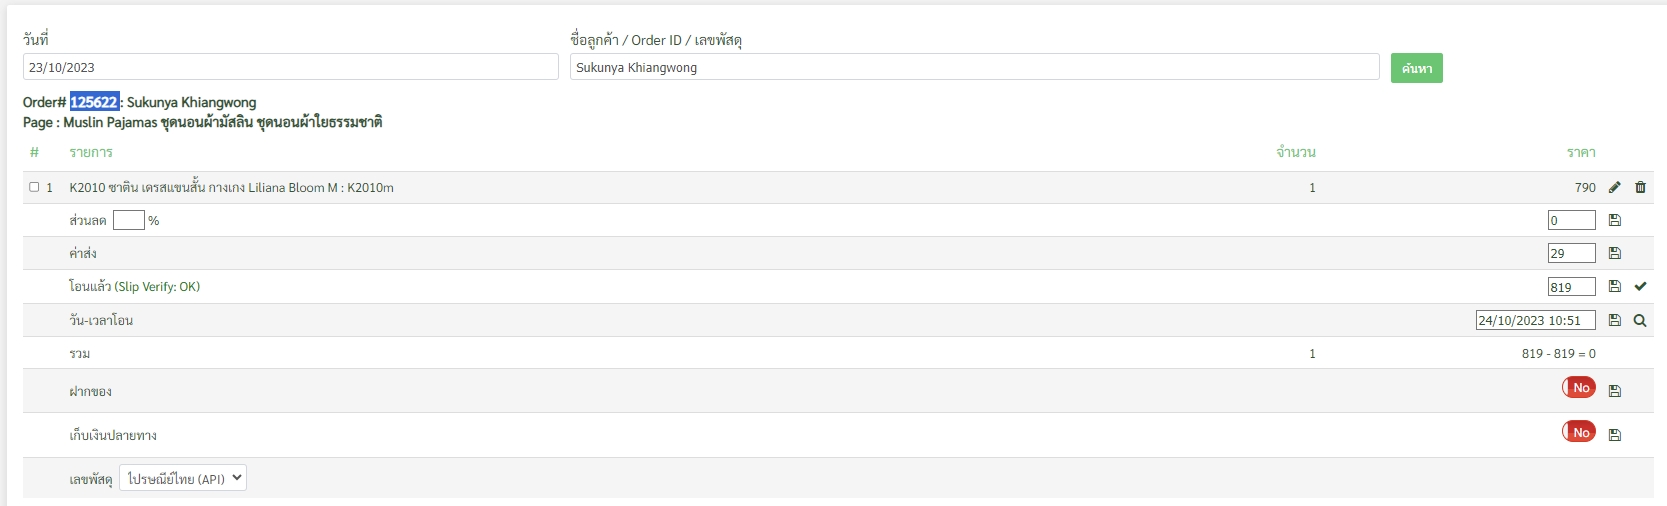 วันที่
ชื่อลูกค้า / Order ID / เลขพัสดุ
23/10/2023
Sukunya Khiangwong
ค้นหา
Order# 125622 : Sukunya Khiangwong
Page : Muslin Pajamas ชุดนอนผ้ามัสลิน ชุดนอนผ้าใยธรรมชาติ
# รายการ จำนวน ราคา
1 K2010 ซาติน เดรสแขนสั้น กางเกง Liliana Bloom M : K2010m 1 790
ส่วนลด % 0
ค่าส่ง 29
โอนแล้ว (Slip Verify: OK) 819
วัน-เวลาโอน 24/10/2023 10:51
รวม 1 819 - 819 = 0
ฝากของ No
เก็บเงินปลายทาง No
เลขพัสดุ ไปรษณีย์ไทย (API)